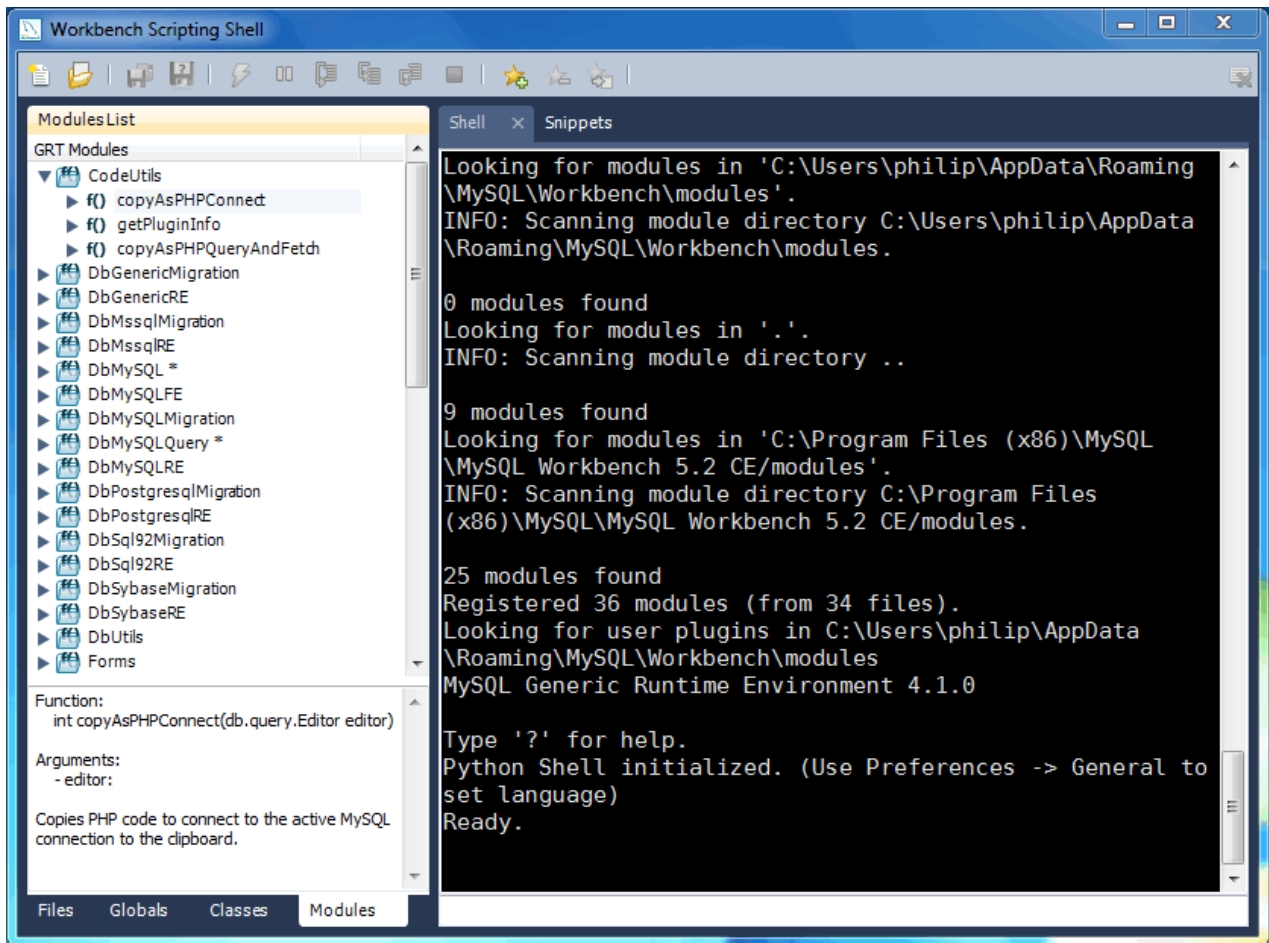 Workbench Scripting Shell
Modules List
GRT Modules
CodeUtils
f() copyAsPHPConnect
f() getPluginInfo
f() copyAsPHPQueryAndFetch
DbGenericMigration
DbGenericRE
DbMssqlMigration
DbMssqlRE
DbMySQL *
DbMySQLFE
DbMySQLMigration
DbMySQLQuery *
DbMySQLRE
DbPostgresqlMigration
DbPostgresqlRE
DbSql92Migration
DbSql92RE
DbSybaseMigration
DbSybaseRE
DbUtils
Forms
Function:
int copyAsPHPConnect(db.query.Editor editor)
Arguments:
- editor:
Copies PHP code to connect to the active MySQL
connection to the clipboard.
Files Globals Classes Modules
Shell Snippets
Looking for modules in 'C:\Users\philip\AppData\Roaming
\MySQL\Workbench\modules'.
INFO: Scanning module directory C:\Users\philip\AppData
\Roaming\MySQL\Workbench\modules.
0 modules found
Looking for modules in '.'.
INFO: Scanning module directory ..
9 modules found
Looking for modules in 'C:\Program Files (x86)\MySQL
\MySQL Workbench 5.2 CE/modules'.
INFO: Scanning module directory C:\Program Files
(x86)\MySQL\MySQL Workbench 5.2 CE/modules.
25 modules found
Registered 36 modules (from 34 files).
Looking for user plugins in C:\Users\philip\AppData
\Roaming\MySQL\Workbench\modules
MySQL Generic Runtime Environment 4.1.0
Type '?' for help.
Python Shell initialized. (Use Preferences -> General to
set language)
Ready.